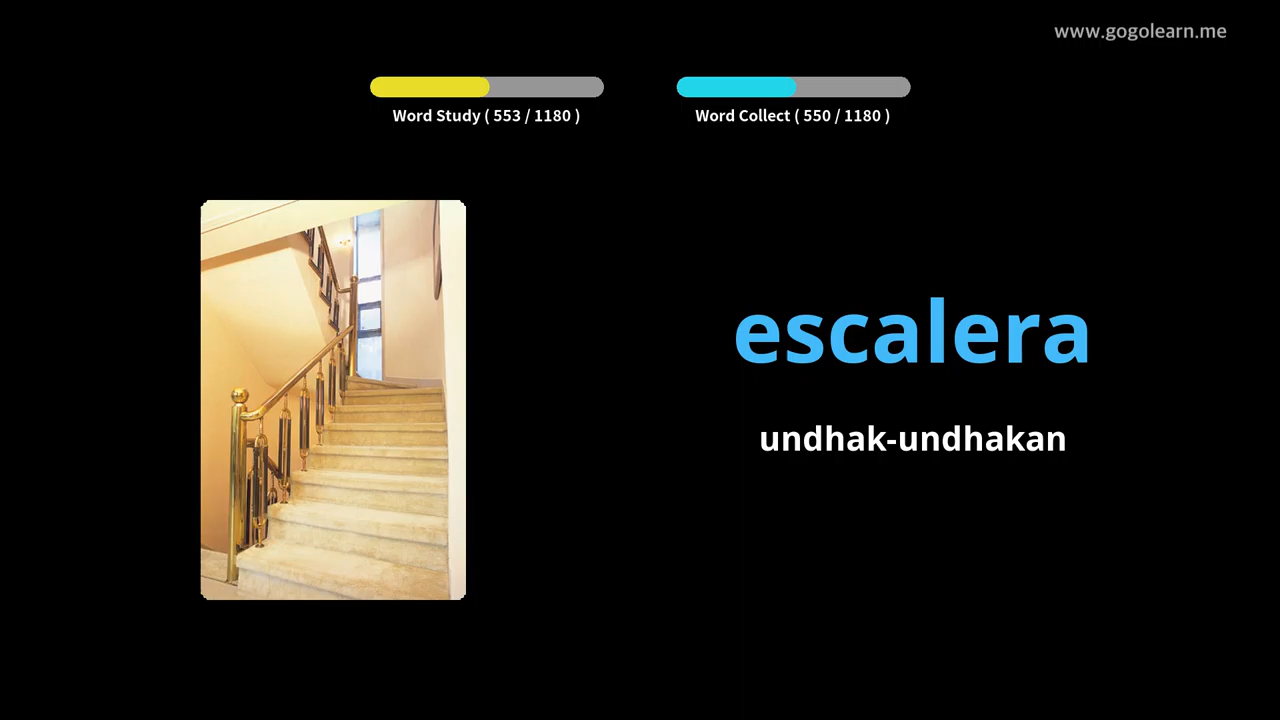 www.gogolearn.me
Word Study ( 553 / 1180 )
Word Collect ( 550 / 1180 )
escalera
undhak-undhakan